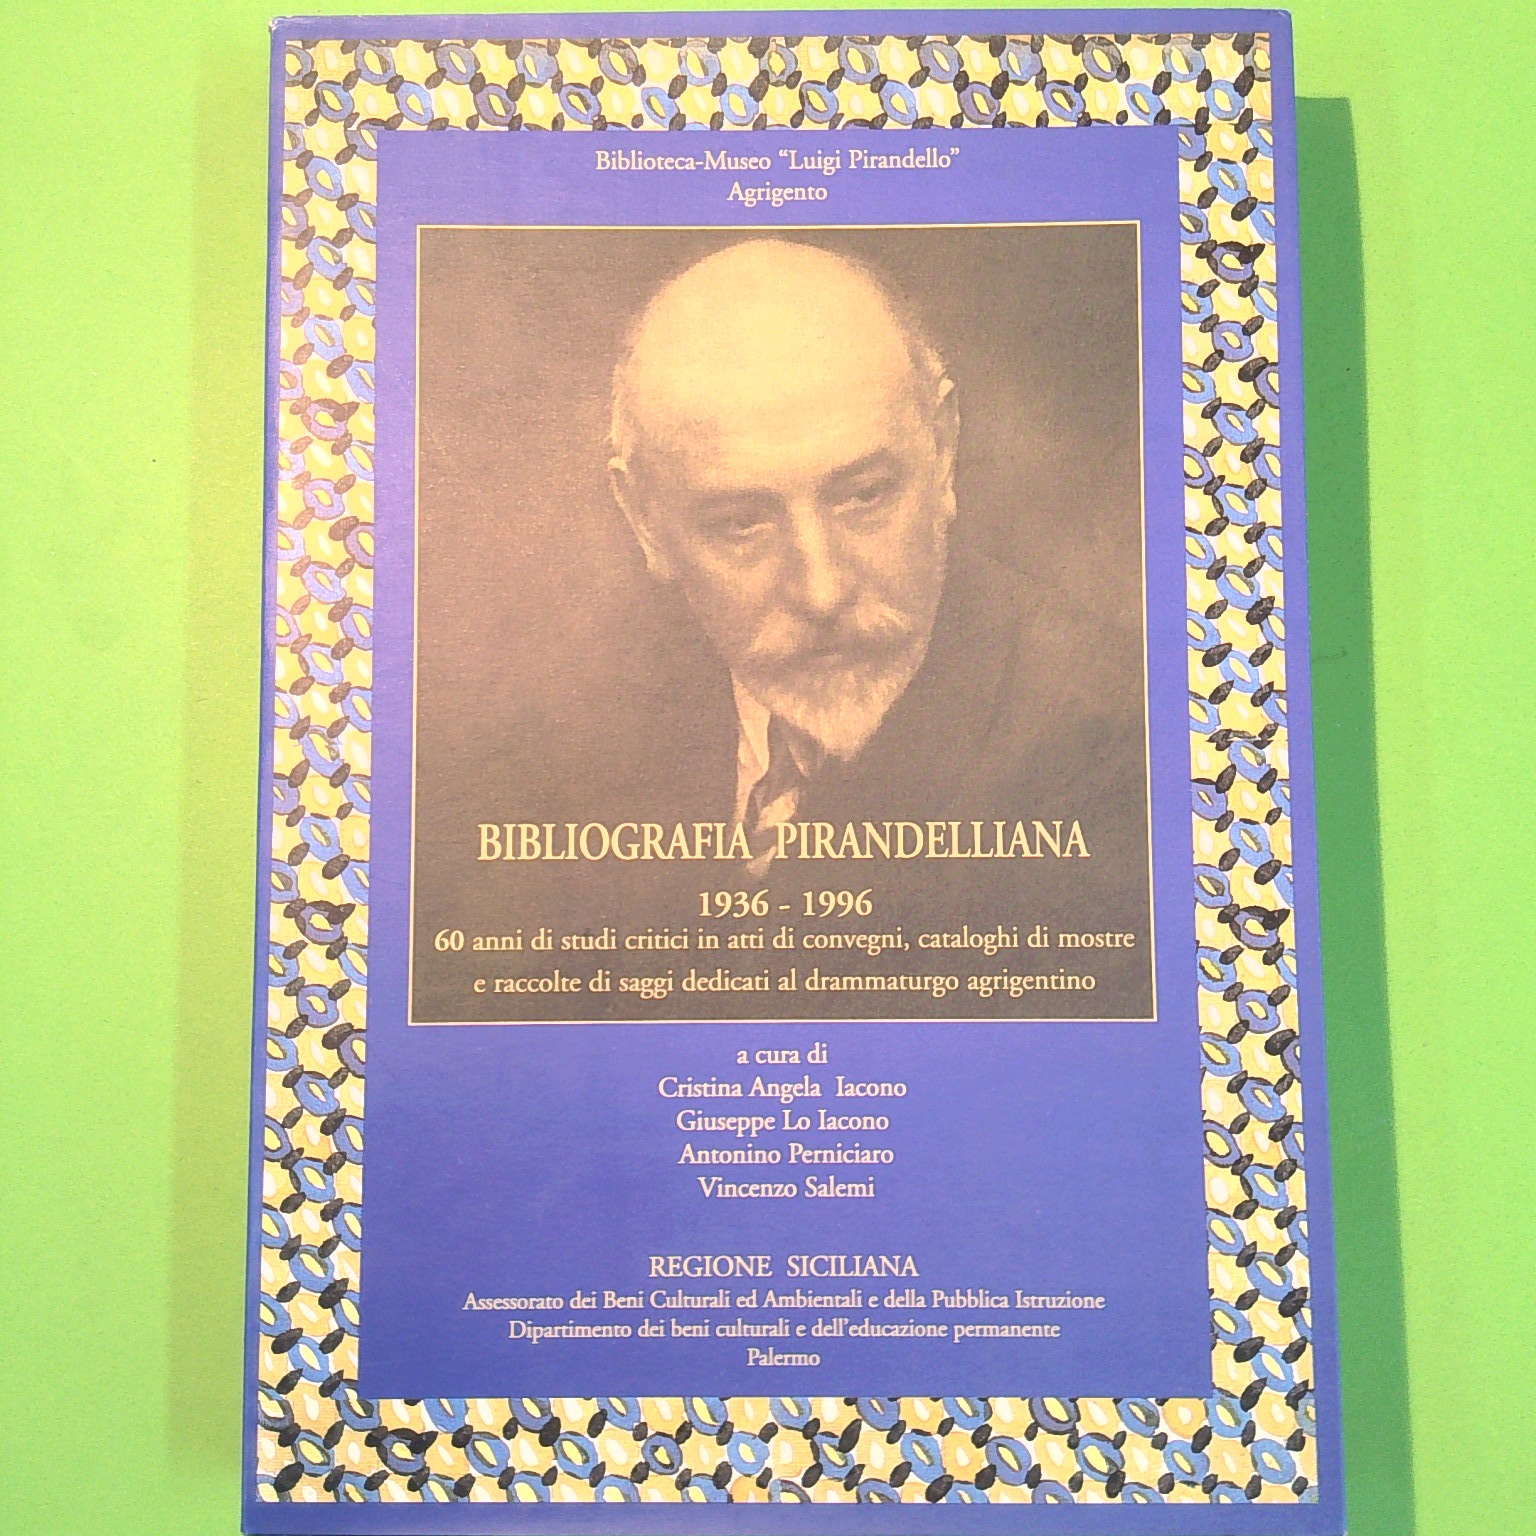 Biblioteca-Museo “Luigi Pirandello”
Agrigento
BIBLIOGRAFIA PIRANDELLIANA
1936 - 1996
60 anni di studi critici in atti di convegni, cataloghi di mostre
e raccolte di saggi dedicati al drammaturgo agrigentino
a cura di
Cristina Angela Iacono
Giuseppe Lo Iacono
Antonino Perniciaro
Vincenzo Salemi
REGIONE SICILIANA
Assessorato dei Beni Culturali ed Ambientali e della Pubblica Istruzione
Dipartimento dei beni culturali e dell'educazione permanente
Palermo